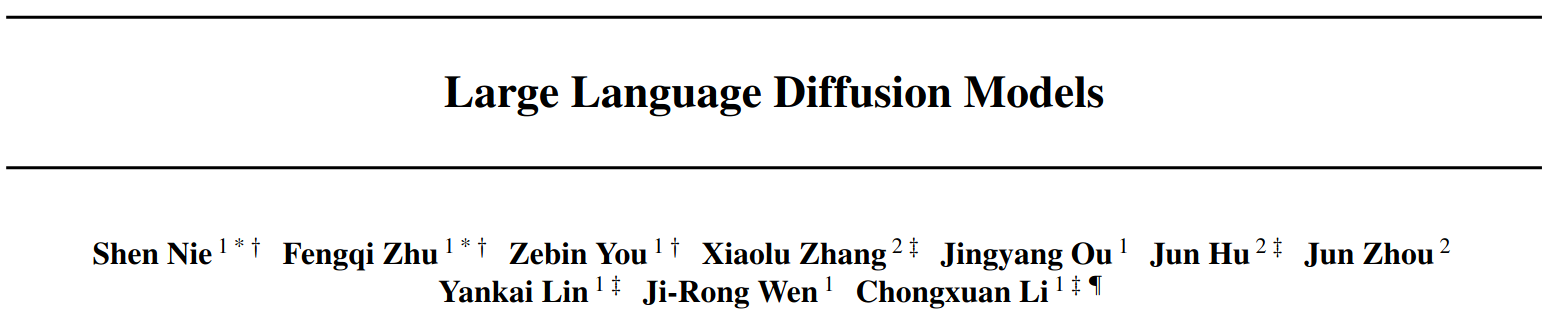 Large Language Diffusion Models
Shen Nie 1 * † Fengqi Zhu 1 * † Zebin You 1 † Xiaolu Zhang 2 ‡ Jingyang Ou 1 Jun Hu 2 ‡ Jun Zhou 2
Yankai Lin 1 ‡ Ji-Rong Wen 1 Chongxuan Li 1 ‡ ¶